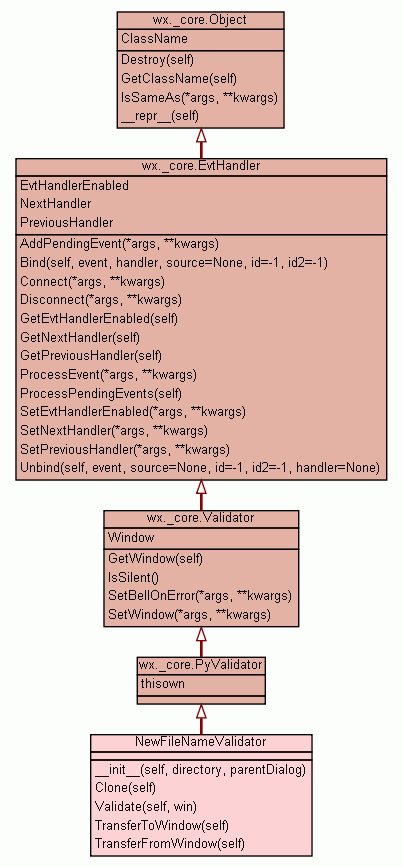 wx._core.Object
ClassName
Destroy(self)
GetClassName(self)
IsSameAs(*args, **kwargs)
__repr__(self)
wx._core.EvtHandler
EvtHandlerEnabled
NextHandler
PreviousHandler
AddPendingEvent(*args, **kwargs)
Bind(self, event, handler, source=None, id=-1, id2=-1)
Connect(*args, **kwargs)
Disconnect(*args, **kwargs)
GetEvtHandlerEnabled(self)
GetNextHandler(self)
GetPreviousHandler(self)
ProcessEvent(*args, **kwargs)
ProcessPendingEvents(self)
SetEvtHandlerEnabled(*args, **kwargs)
SetNextHandler(*args, **kwargs)
SetPreviousHandler(*args, **kwargs)
Unbind(self, event, source=None, id=-1, id2=-1, handler=None)
wx._core.Validator
Window
GetWindow(self)
IsSilent()
SetBellOnError(*args, **kwargs)
SetWindow(*args, **kwargs)
wx._core.PyValidator
thisown
NewFileNameValidator
__init__(self, directory, parentDialog)
Clone(self)
Validate(self, win)
TransferToWindow(self)
TransferFromWindow(self)